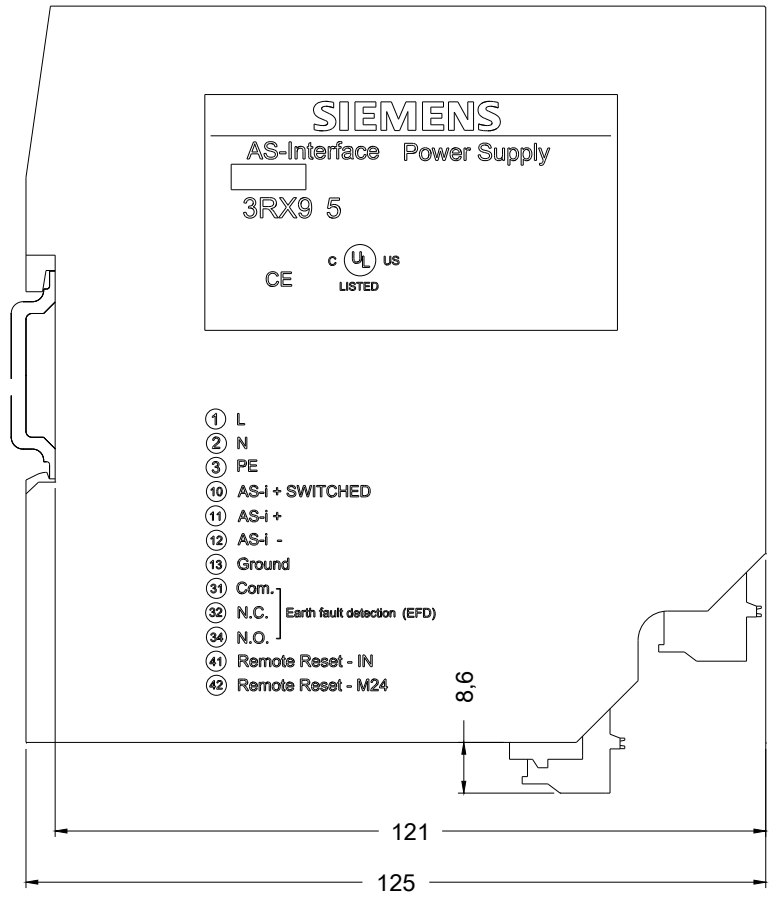 SIEMENS
AS-Interface Power Supply
3RX9 5
C UL US
LISTED
CE
1 L
2 N
3 PE
10 AS-i + SWITCHED
11 AS-i +
12 AS-i -
13 Ground
31 Com.
32 N.C. Earth fault detection (EFD)
34 N.O.
41 Remote Reset - IN
42 Remote Reset - M24
8,6
121
125